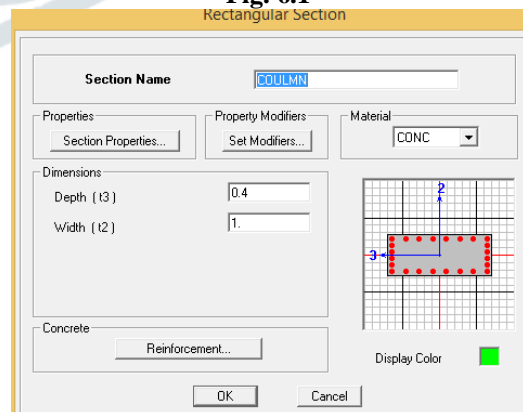 Fig. 6.1
Rectangular Section
Section Name COULMN
Properties Property Modifiers Material
Section Properties... Set Modifiers... CONC
Dimensions
Depth (t3) 0.4
Width (t2) 1.
2
3
Concrete
Reinforcement...
Display Color
OK Cancel